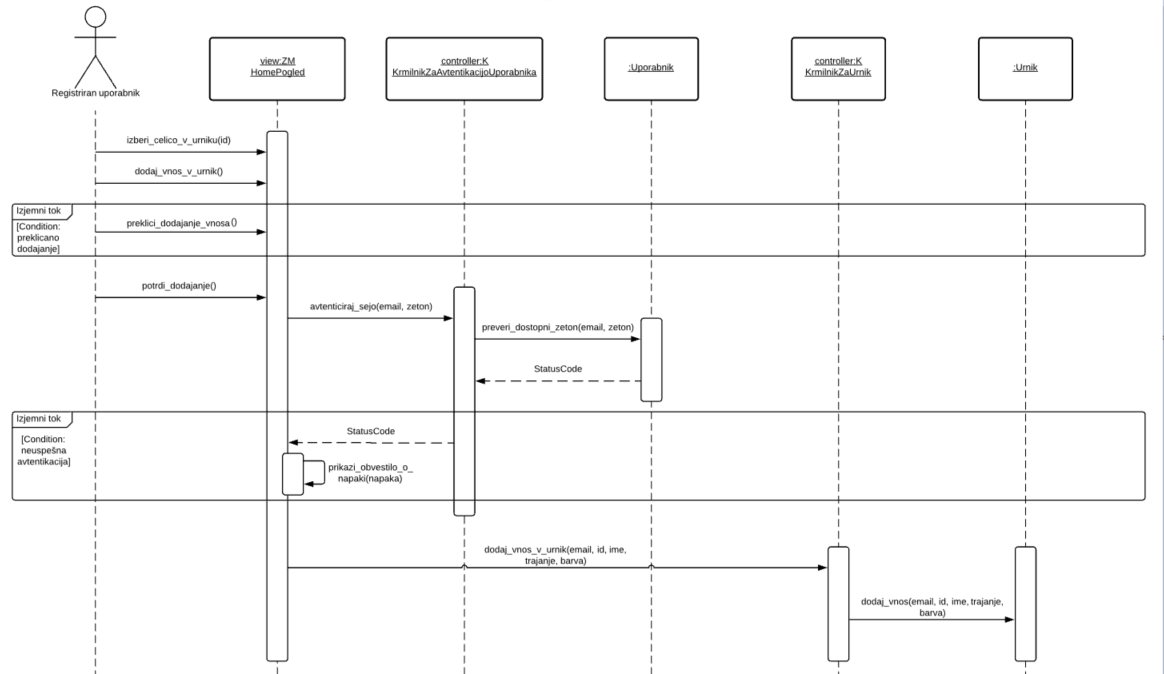 Registriran uporabnik
view:ZM
HomePogled
controller:K
KrmilnikZaAvtentikacijoUporabnika
:Uporabnik
controller:K
KrmilnikZaUrnik
:Urnik
izberi_celico_v_urniku(id)
dodaj_vnos_v_urnik()
Izjemni tok
[Condition:
preklicano
dodajanje]
preklici_dodajanje_vnosa()
potrdi_dodajanje()
avtenticiraj_sejo(email, zeton)
preveri_dostopni_zeton(email, zeton)
StatusCode
Izjemni tok
[Condition:
neuspešna
avtentikacija]
StatusCode
prikazi_obvestilo_o_
napaki(napaka)
dodaj_vnos_v_urnik(email, id, ime,
trajanje, barva)
dodaj_vnos(email, id, ime, trajanje,
barva)